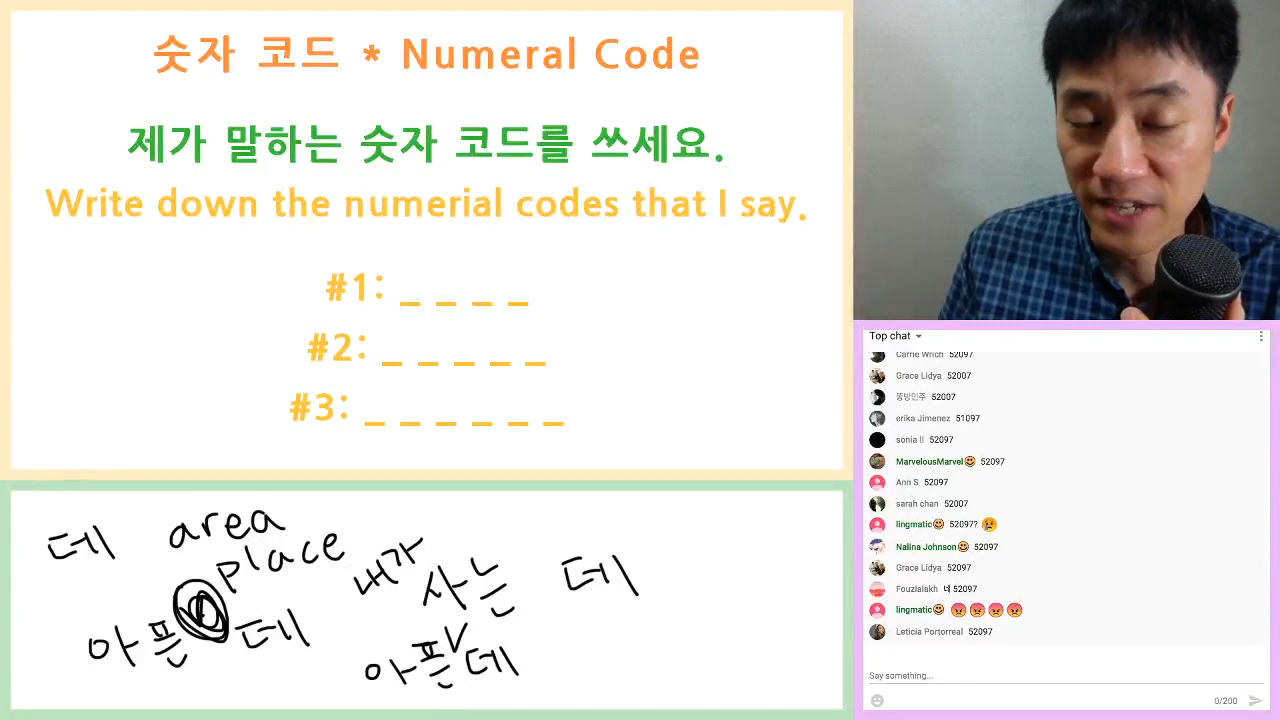 숫자 코드 * Numeral Code
제가 말하는 숫자 코드를 쓰세요.
Write down the numerial codes that I say.
#1: _ _ _ _
#2: _ _ _ _ _
#3: _ _ _ _ _ _
데 area
place
내가 사는 데
아픈 데
아픈데
Top chat
Carrie Wrich 52097
Grace Lidya 52007
뚱방민주 52007
erika Jimenez 51097
sonia li 52097
MarvelousMarvel 52097
Ann S 52097
sarah chan 52007
lingmatic 52097?
Nalina Johnson 52097
Grace Lidya 52097
Fouzialakh 네 52097
lingmatic
Leticia Portorreal 52097
Say something...
0/200